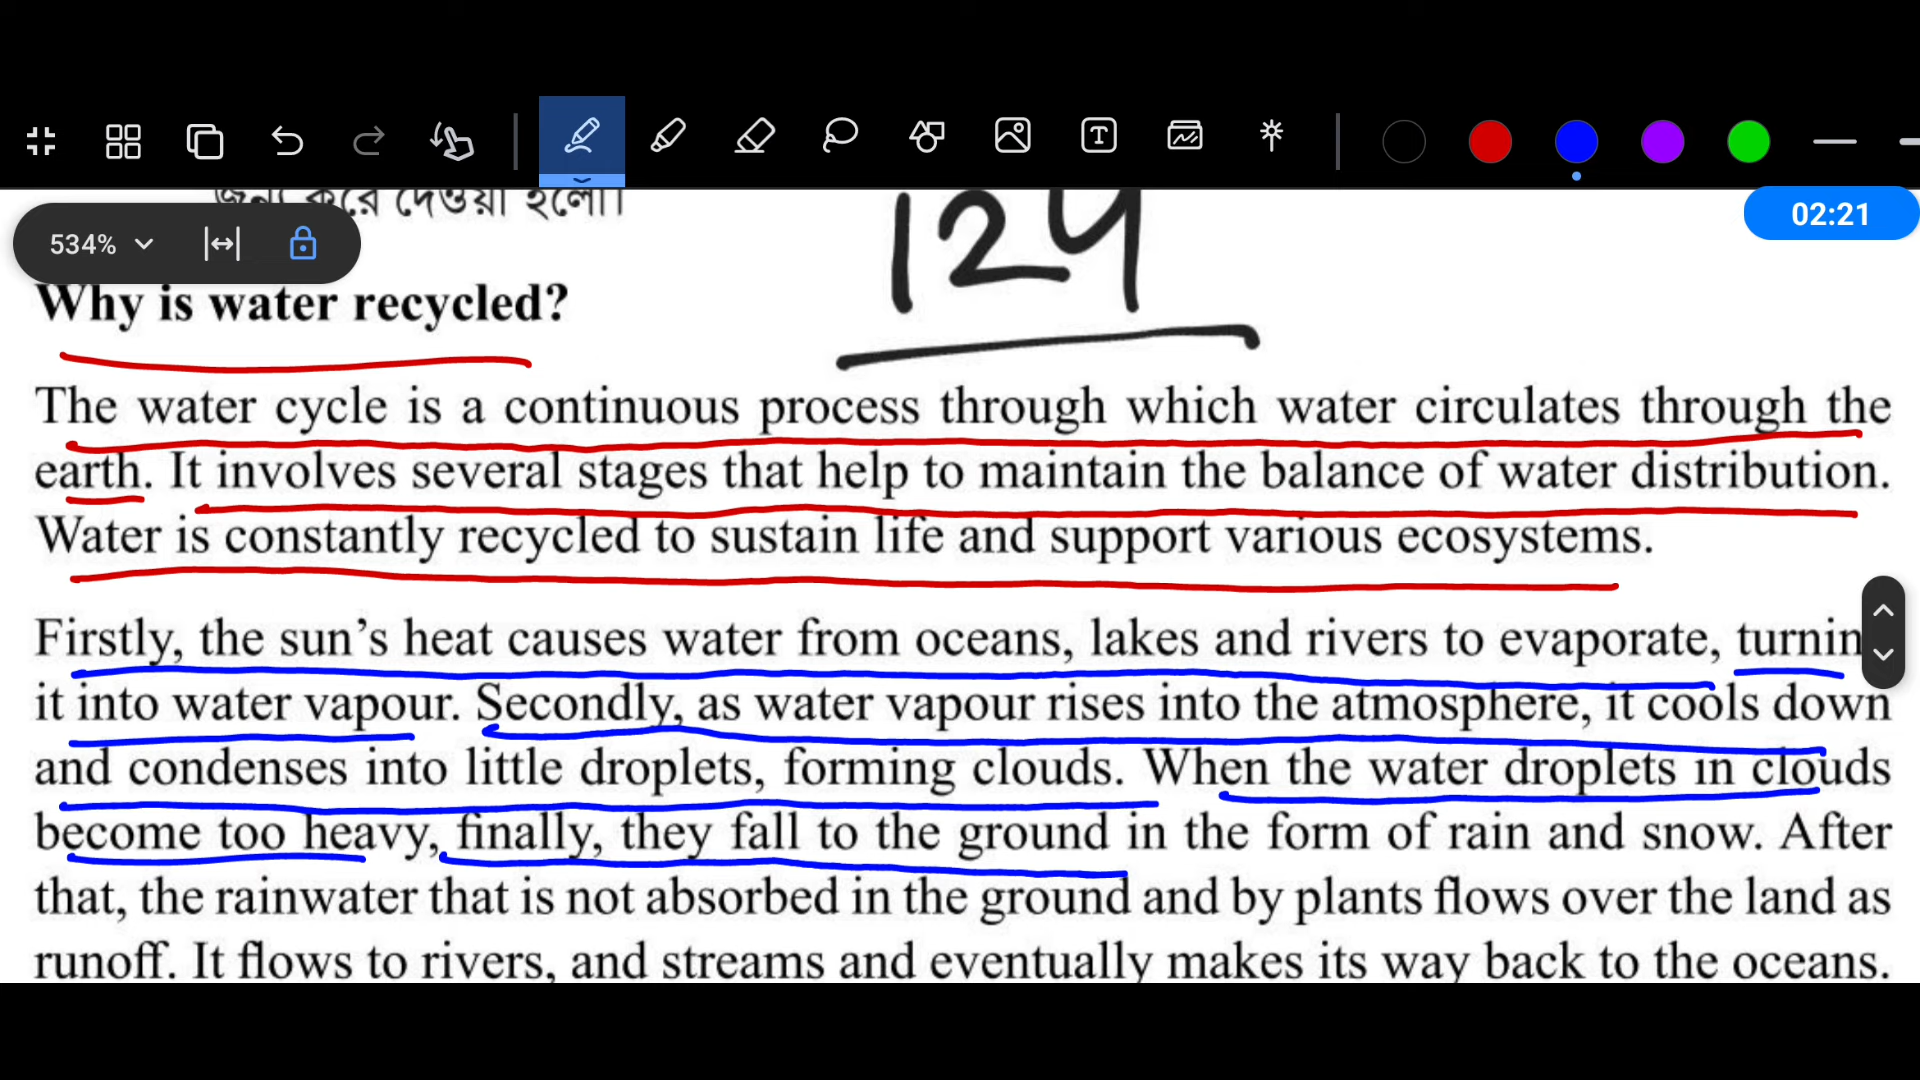 জন্য করে দেওয়া হলো।
124
02:21
534%
Why is water recycled?
The water cycle is a continuous process through which water circulates through the
earth. It involves several stages that help to maintain the balance of water distribution.
Water is constantly recycled to sustain life and support various ecosystems.
Firstly, the sun’s heat causes water from oceans, lakes and rivers to evaporate, turnin
it into water vapour. Secondly, as water vapour rises into the atmosphere, it cools down
and condenses into little droplets, forming clouds. When the water droplets in clouds
become too heavy, finally, they fall to the ground in the form of rain and snow. After
that, the rainwater that is not absorbed in the ground and by plants flows over the land as
runoff. It flows to rivers, and streams and eventually makes its way back to the oceans.